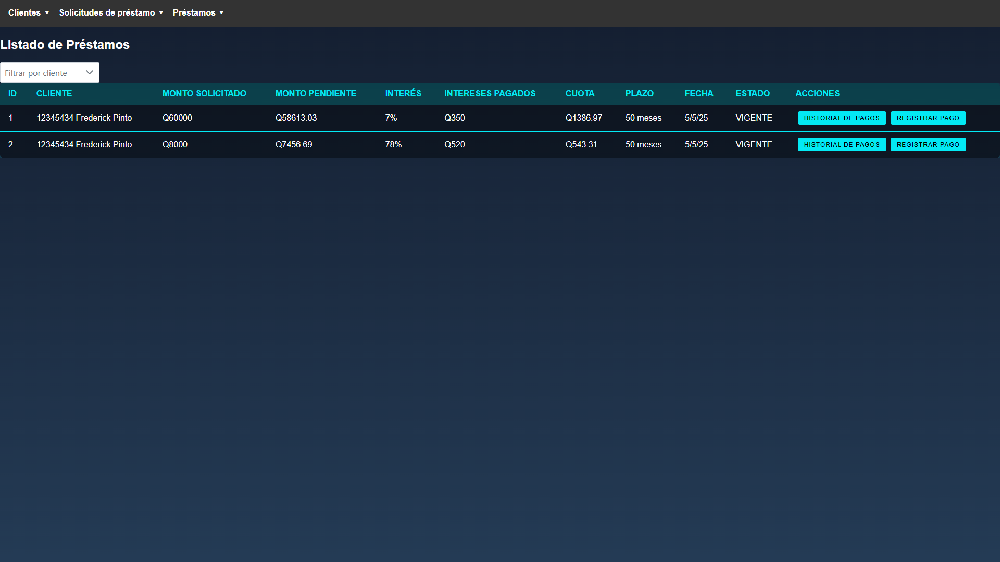 Clientes ▼ Solicitudes de préstamo ▼ Préstamos ▼
Listado de Préstamos
Filtrar por cliente
ID CLIENTE MONTO SOLICITADO MONTO PENDIENTE INTERÉS INTERESES PAGADOS CUOTA PLAZO FECHA ESTADO ACCIONES
1 12345434 Frederick Pinto Q60000 Q58613.03 7% Q350 Q1386.97 50 meses 5/5/25 VIGENTE HISTORIAL DE PAGOS REGISTRAR PAGO
2 12345434 Frederick Pinto Q8000 Q7456.69 78% Q520 Q543.31 50 meses 5/5/25 VIGENTE HISTORIAL DE PAGOS REGISTRAR PAGO